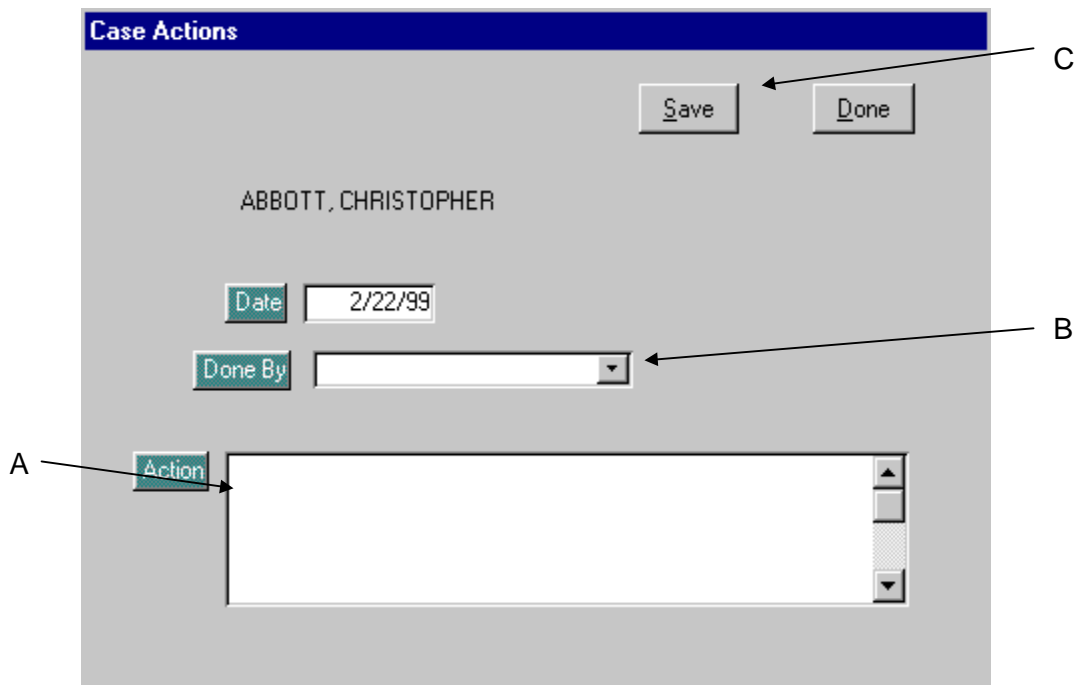 Case Actions
C
Save Done
ABBOTT, CHRISTOPHER
Date 2/22/99
B
Done By
A
Action